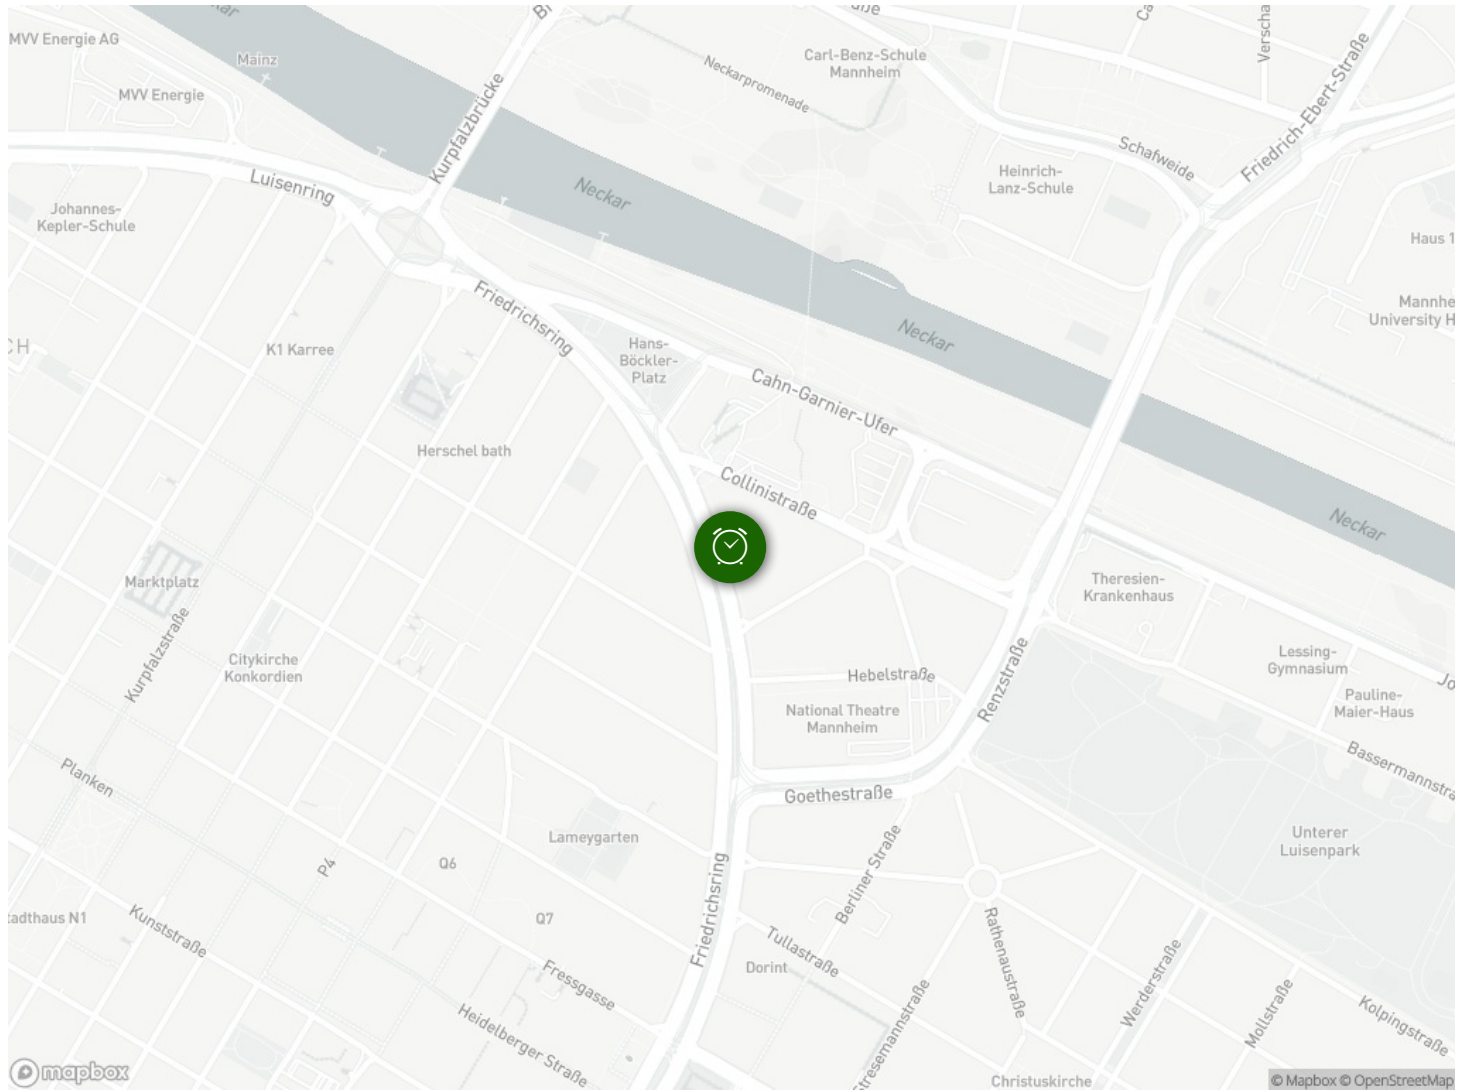 MVV Energie AG
Mainz
MVV Energie
Kurpfalzbrücke
Neckarpromenade
Carl-Benz-Schule
Mannheim
Friedrich-Ebert-Straße
Schafweide
Heinrich-
Lanz-Schule
Luisenring
Neckar
Johannes-
Kepler-Schule
Haus 1
Friedrichsring
Mannhe
University H
K1 Karree
Hans-
Böckler-
Platz
Neckar
Cahn-Garnier-Ufer
Herschel bath
Collinistraße
Neckar
Marktplatz
Theresien-
Krankenhaus
Kurpfalzstraße
Citykirche
Konkordien
Lessing-
Gymnasium
Hebelstraße
Renzstraße
Pauline-
Maier-Haus
National Theatre
Mannheim
Bassermannstra
Planken
Goethestraße
Lameygarten
Unterer
Luisenpark
P4
Q6
Berliner Straße
Friedrichsring
Q7
tadthaus N1
Kunststraße
Tullastraße
Rathenaustraße
Dorint
Werderstraße
Fressgasse
Heidelberger Straße
Stresemannstraße
Mollstraße
Kolpingstraße
Christuskirche
mapbox
© Mapbox © OpenStreetMap